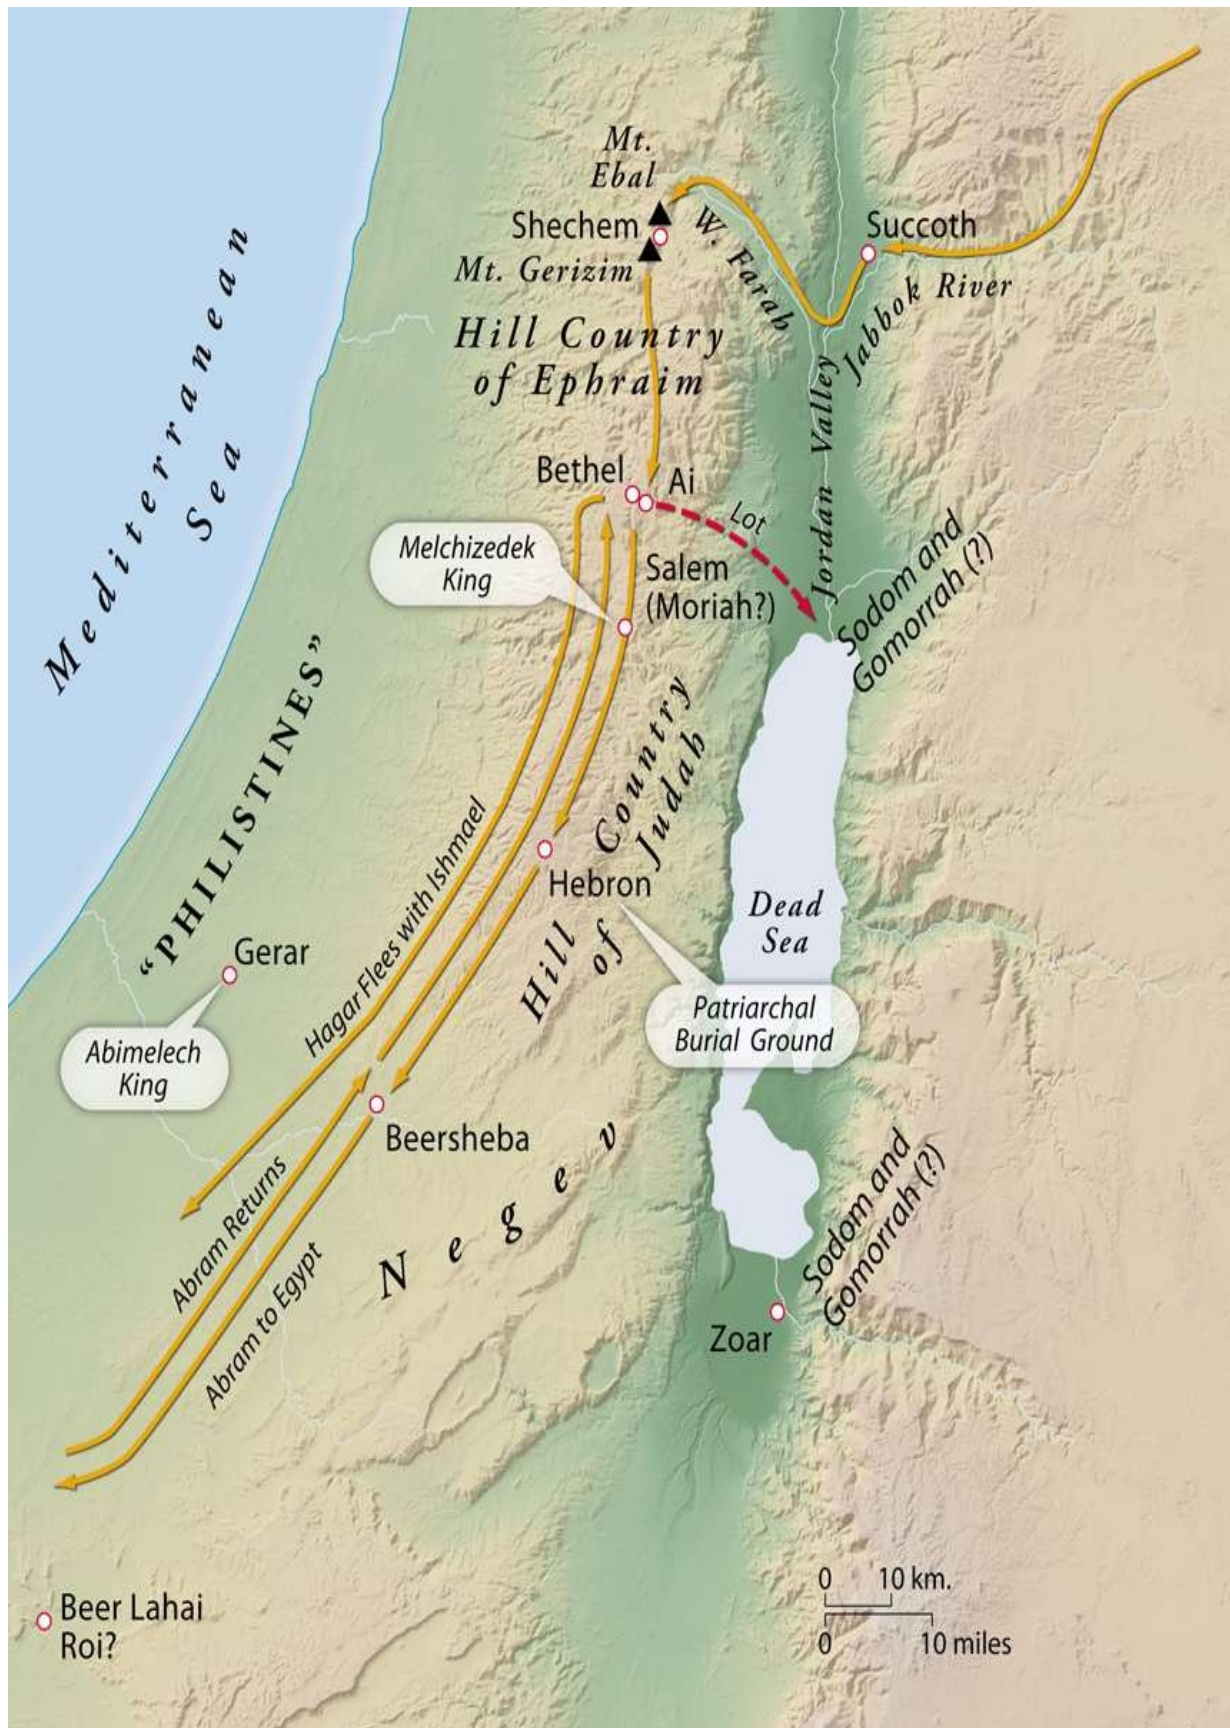 Mt.
Ebal
Shechem
Mt. Gerizim
W. Farah
Succoth
Jabbok River
Hill Country
of Ephraim
Mediterranean
Sea
Jordan Valley
Bethel
Ai
Lot
Melchizedek
King
Salem
(Moriah?)
Sodom and
Gomorrah (?)
"PHILISTINES"
Hill Country
of Judah
Hagar Flees with Ishmael
Hebron
Dead
Sea
Gerar
Patriarchal
Burial Ground
Abimelech
King
Beersheba
Negev
Abram Returns
Abram to Egypt
Sodom and
Gomorrah (?)
Zoar
0 10 km.
0 10 miles
Beer Lahai
Roi?